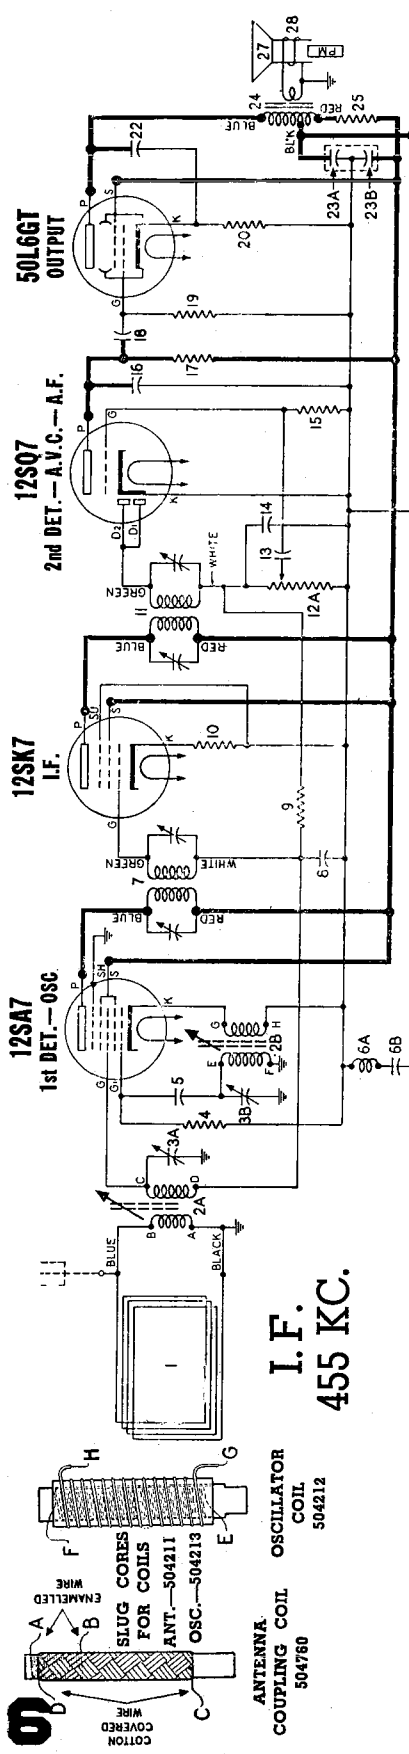 6
A
ENAMELLED
WIRE
B
D
COTTON
COVERED
WIRE
C
ANTENNA
COUPLING COIL
504760
SLUG CORES
FOR COILS
ANT.—504211
OSC.—504213
F
H
E
G
OSCILLATOR
COIL
504212
I.F.
455 KC.
1
BLUE
BLACK
B
A
2A
C
D
3A
12SA7
1st DET.—OSC
P
SH
S
G
G1
K
4
5
3B
E
F
2B
G
H
6A
6B
BLUE
RED
7
GREEN
WHITE
12SK7
I.F.
P
SU
S
G
K
9
10
BLUE
RED
11
GREEN
WHITE
12SQ7
2nd DET.—A.V.C.—A.F.
P
G
D2
D1
K
12A
13
14
15
16
17
18
19
50L6GT
OUTPUT
P
S
G
K
20
22
BLUE
24
RED
BL'K
23A
23B
25
27
28
PM